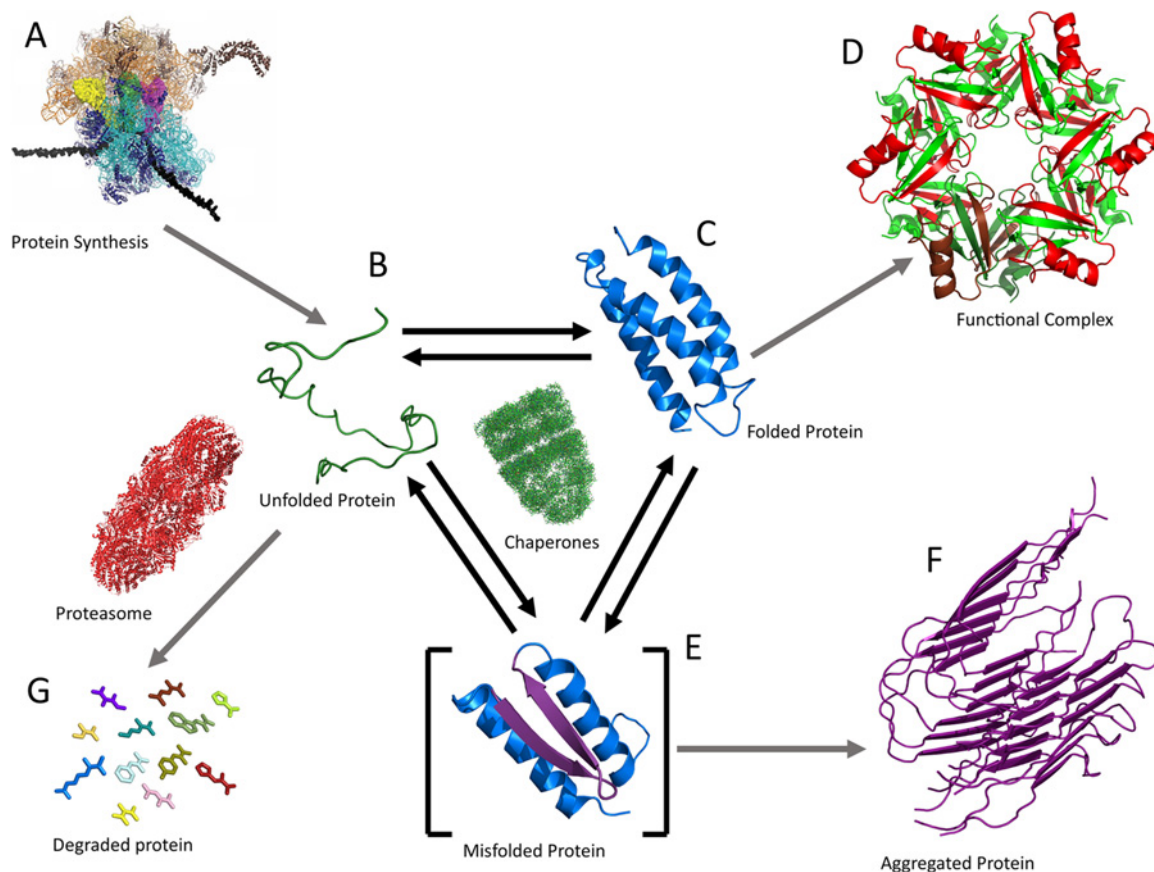 A
Protein Synthesis
B
Unfolded Protein
C
Folded Protein
D
Functional Complex
Chaperones
Proteasome
E
Misfolded Protein
F
Aggregated Protein
G
Degraded protein